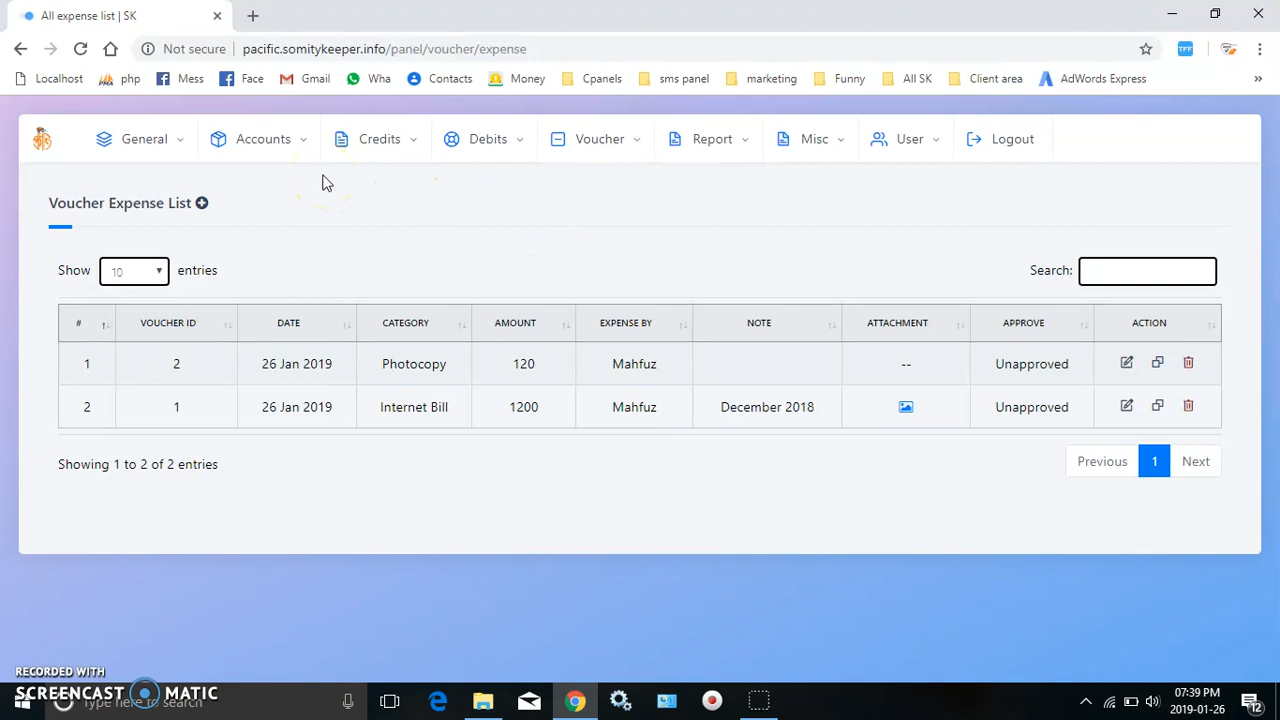 All expense list | SK
Not secure pacific.somitykeeper.info/panel/voucher/expense
Localhost php Mess Face Gmail Wha Contacts Money Cpanels sms panel marketing Funny All SK Client area AdWords Express »
General Accounts Credits Debits Voucher Report Misc User Logout
Voucher Expense List
Show 10 entries Search:
# VOUCHER ID DATE CATEGORY AMOUNT EXPENSE BY NOTE ATTACHMENT APPROVE ACTION
1 2 26 Jan 2019 Photocopy 120 Mahfuz -- Unapproved
2 1 26 Jan 2019 Internet Bill 1200 Mahfuz December 2018 Unapproved
Showing 1 to 2 of 2 entries Previous 1 Next
RECORDED WITH
SCREENCAST MATIC
Type here to search
07:39 PM
2019-01-26
12